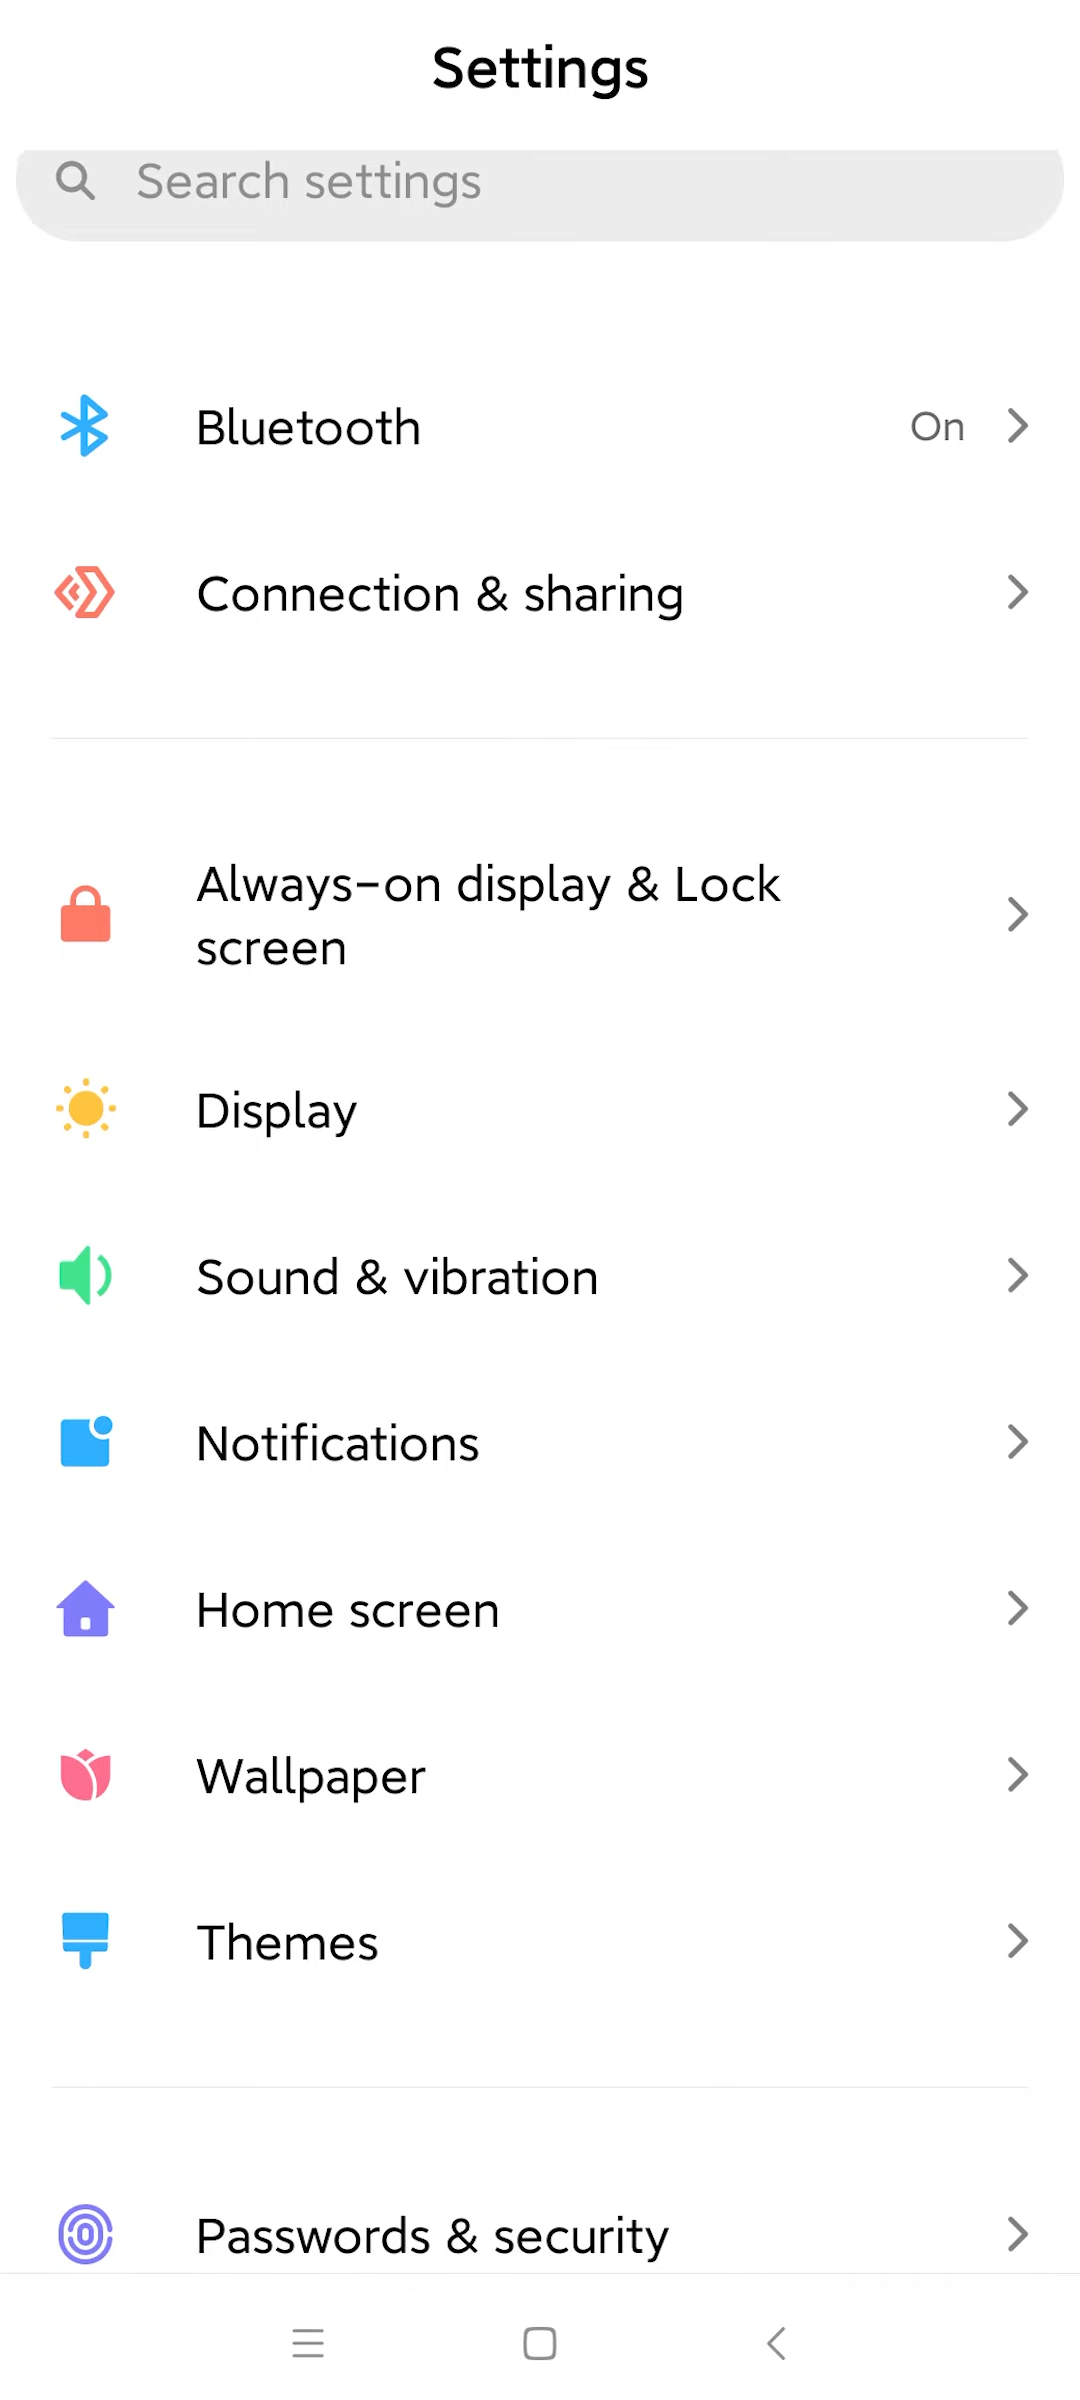 Settings
Search settings
Bluetooth
On
Connection & sharing
Always-on display & Lock
screen
Display
Sound & vibration
Notifications
Home screen
Wallpaper
Themes
Passwords & security